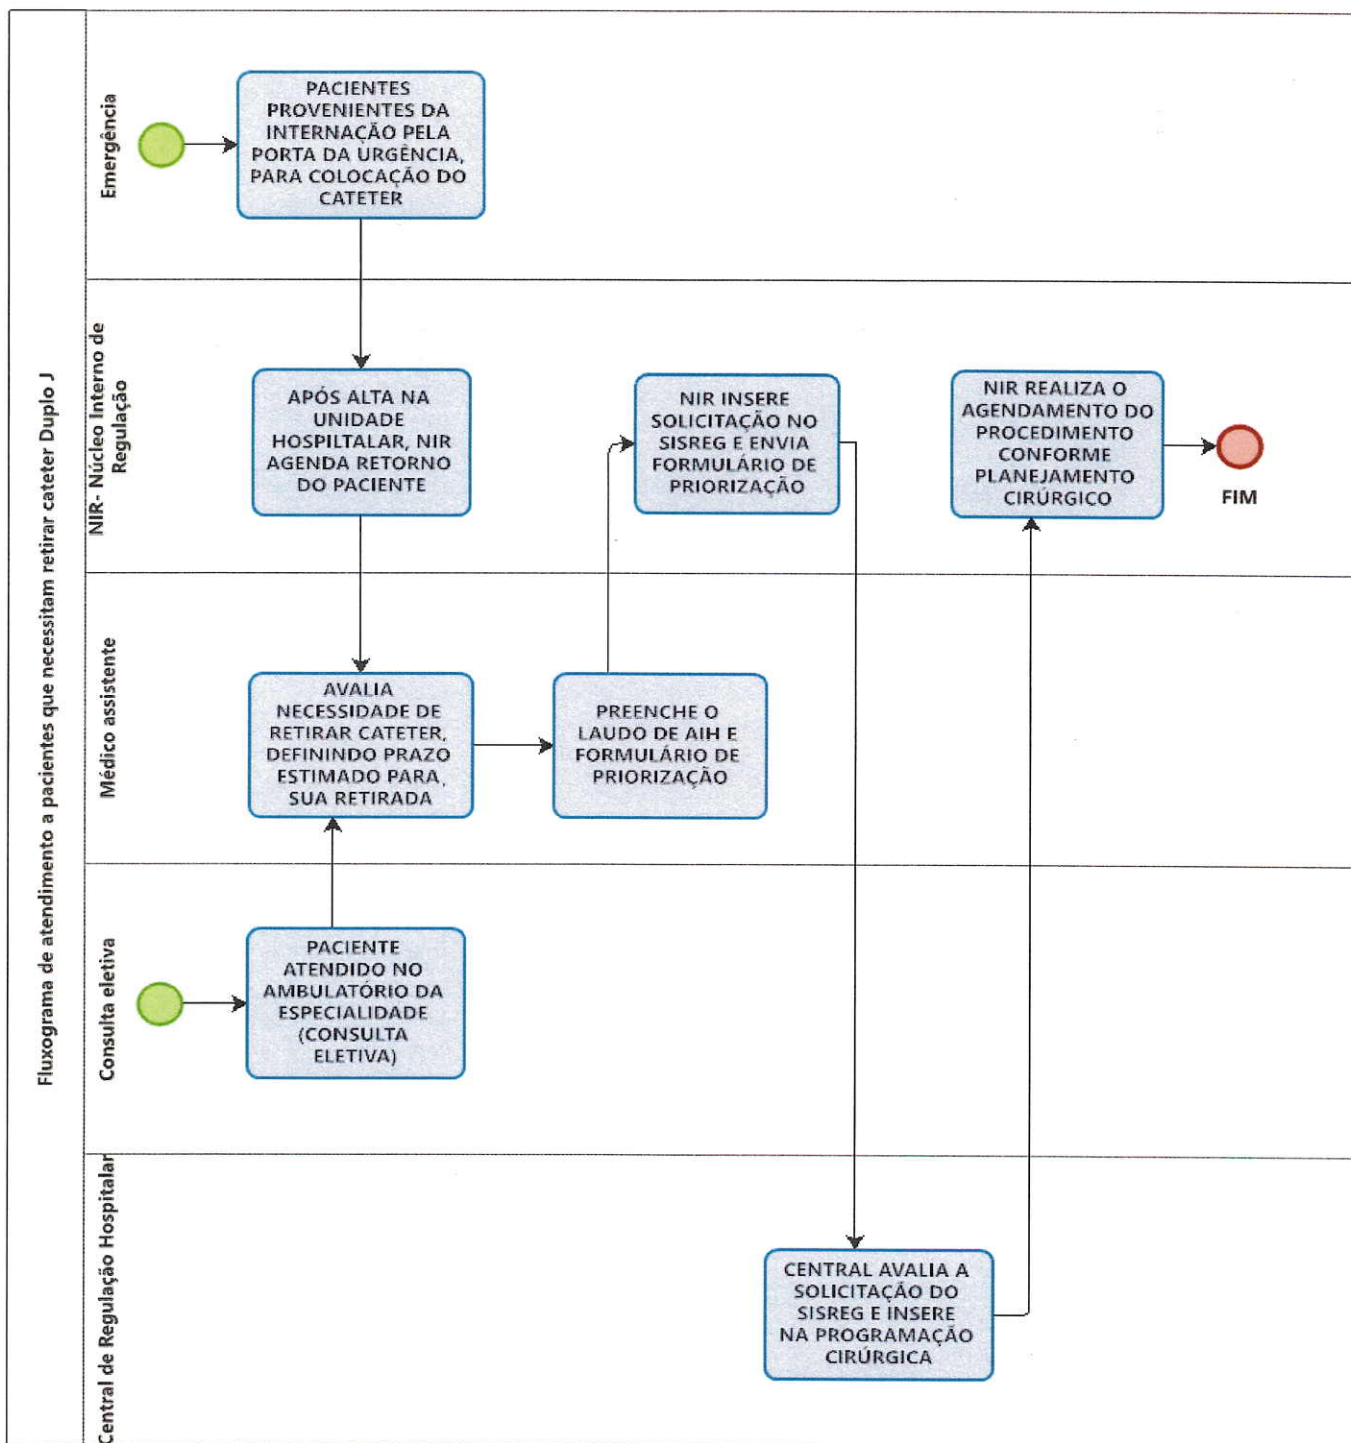 Fluxograma de atendimento a pacientes que necessitam retirar cateter Duplo J
Emergência
PACIENTES
PROVENIENTES DA
INTERNAÇÃO PELA
PORTA DA URGÊNCIA,
PARA COLOCAÇÃO DO
CATETER
NIR- Núcleo Interno de
Regulação
APÓS ALTA NA
UNIDADE
HOSPILTALAR, NIR
AGENDA RETORNO
DO PACIENTE
NIR INSERE
SOLICITAÇÃO NO
SISREG E ENVIA
FORMULÁRIO DE
PRIORIZAÇÃO
NIR REALIZA O
AGENDAMENTO DO
PROCEDIMENTO
CONFORME
PLANEJAMENTO
CIRÚRGICO
FIM
Médico assistente
AVALIA
NECESSIDADE DE
RETIRAR CATETER,
DEFININDO PRAZO
ESTIMADO PARA
SUA RETIRADA
PREENCHE O
LAUDO DE AIH E
FORMULÁRIO DE
PRIORIZAÇÃO
Consulta eletiva
PACIENTE
ATENDIDO NO
AMBULATÓRIO DA
ESPECIALIDADE
(CONSULTA
ELETIVA)
Central de Regulação Hospitalar
CENTRAL AVALIA A
SOLICITAÇÃO DO
SISREG E INSERE
NA PROGRAMAÇÃO
CIRÚRGICA